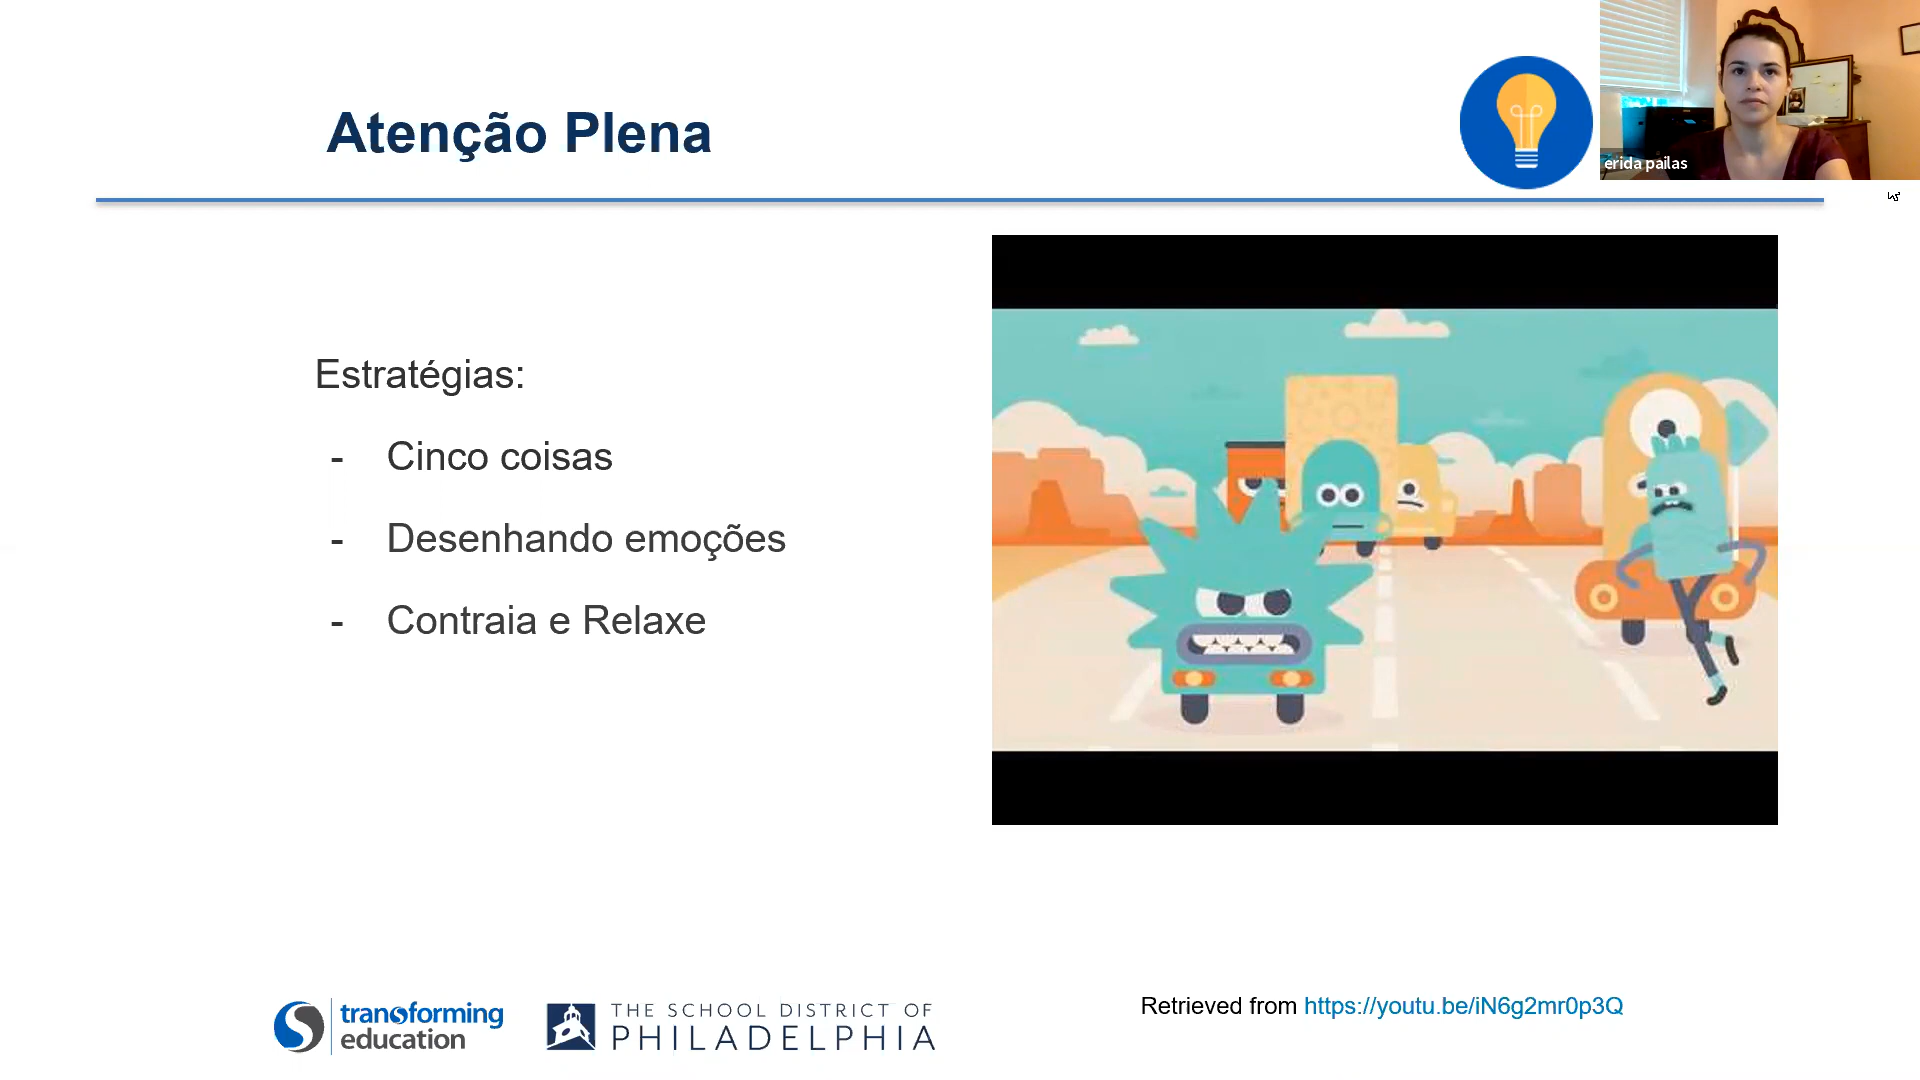 Atenção Plena
erida pailas
Estratégias:
- Cinco coisas
- Desenhando emoções
- Contraia e Relaxe
transforming
education
THE SCHOOL DISTRICT OF
PHILADELPHIA
Retrieved from https://youtu.be/iN6g2mr0p3Q